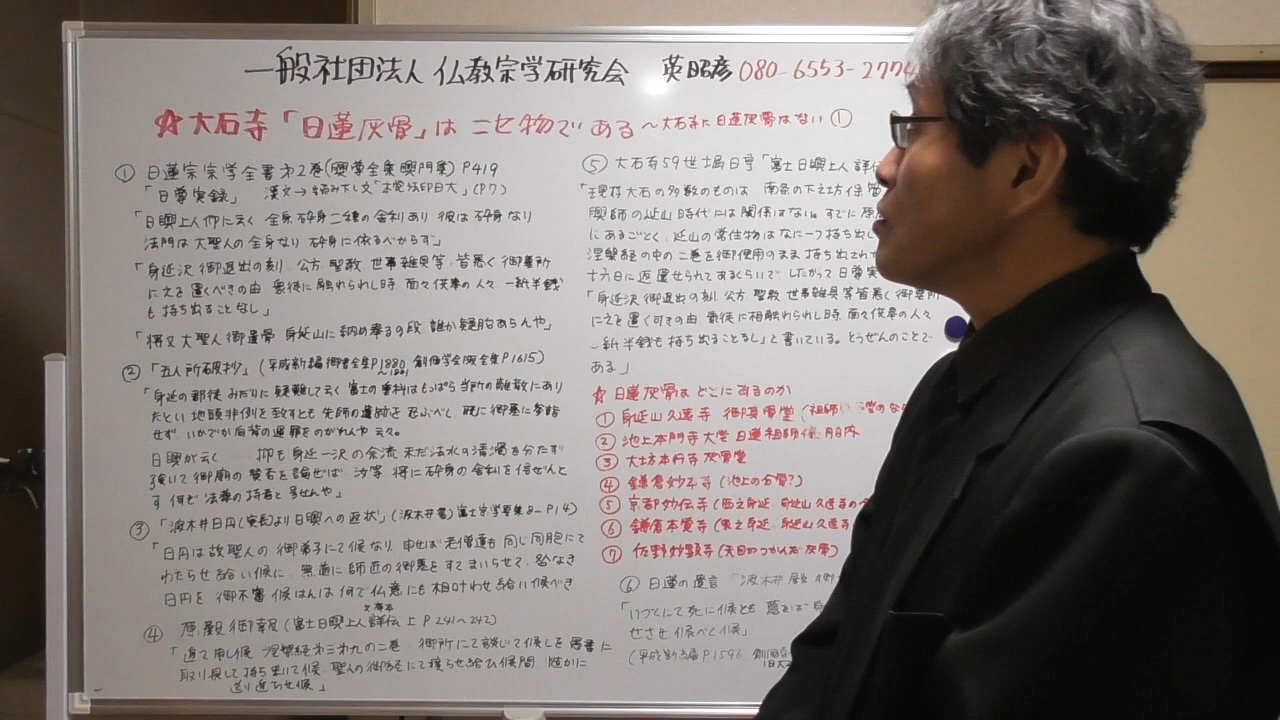 一般社団法人 仏教宗学研究会 英昭彦 080-6553-2774
☆大石寺「日蓮灰骨」はニセ物である～大石寺に日蓮灰骨はない①
① 日蓮宗宗学全書第2巻(興尊全集興門集)P419
「日尊実録」 漢文→読み下し文 (P7)
「日興上人仰に云く 全身砕身二種の舎利あり 彼は砕身なり
法門は大聖人の全身なり 砕身に依るべからず」
「身延沢御退出の刻 公方 聖教 世事雑具等 皆悉く御墓所
に之を置くべきの由 最後に触れられし時 面々供奉の人々 一紙半銭
も持ち出ることなし」
「将又大聖人御遺骨 身延山に納め奉るの段 誰か疑胎あらんや」
② 「五人所破抄」(平成新編御書全集P1880 創価学会版全集P1615)
～1881
「身延の群徒 みだりに疑難して云く 富士の重科はもっぱら当所の離散にあり
たとい 地頭非例を致すとも 先師の遺跡を忍ぶべし 既に御墓に参詣
せず いかでか向背の過罪をのがれんや云々。
日興が云く 抑も身延一沢の余流 未だ法水の清濁を分たず
強いて御廟の賛否を論ぜば 汝等 将に砕身の舎利を信ぜんと
す 何ぞ法華の持者と号せんや」
③ 「波木井日円(実長)より日興への返状」(波木井書)富士宗学要集8-P14)
「日円は故聖人の御弟子にて候なり 申せば老僧達も同じ同胞にて
わたらせ給い候に、無道に師匠の御墓をすてまいらせて、咎なき
日円を 御不審候はんは 何で仏意にも相叶わせ給い候べき
④ 原殿御報(富士日興上人詳伝 上 P241～242)
「追て申し候 涅槃経第三第九の二巻 御所にて談じて候しを 具書に
取り具して持ち来て候 聖人の御経にて積らせ給ひ候間 慥かに
送り返ひせ候」
⑤ 大石寺59世堀日亨「富士日興上人詳伝
「現存大石の多数のものは 南条の下之坊保管
興師の延山時代には関係はない。すでに原殿
にあるごとく、延山の常住物はなに一つ持ち出し
涅槃経の中の二巻を御使用のまま持ち出され
十六日に返還せられてあるくらいで したがって日尊実
「身延沢御退出の刻 公方 聖教 世事雑具等皆悉く御墓所
に之を置く可きの由 最後に相触れられし時 面々供奉の人々
一紙半銭も持ち出ることなし」と書いている。とうぜんのことで
ある」
☆ 日蓮灰骨はどこにあるのか
① 身延山久遠寺 御真骨堂
② 池上本門寺大堂 日蓮祖師像胎内
③ 大坊本行寺灰骨堂
④ 鎌倉妙本寺(池上の分骨?)
⑤ 京都妙伝寺(西之身延、身延山久遠寺の分
⑥ 鎌倉本覚寺(東之身延、身延山久遠寺
⑦ 佐野妙顕寺(天目がつかんだ灰骨)
⑥ 日蓮の遺言「波木井殿御
「いづくにて死に候とも 墓をば身
せさせ候べく候」
(平成新編P1596